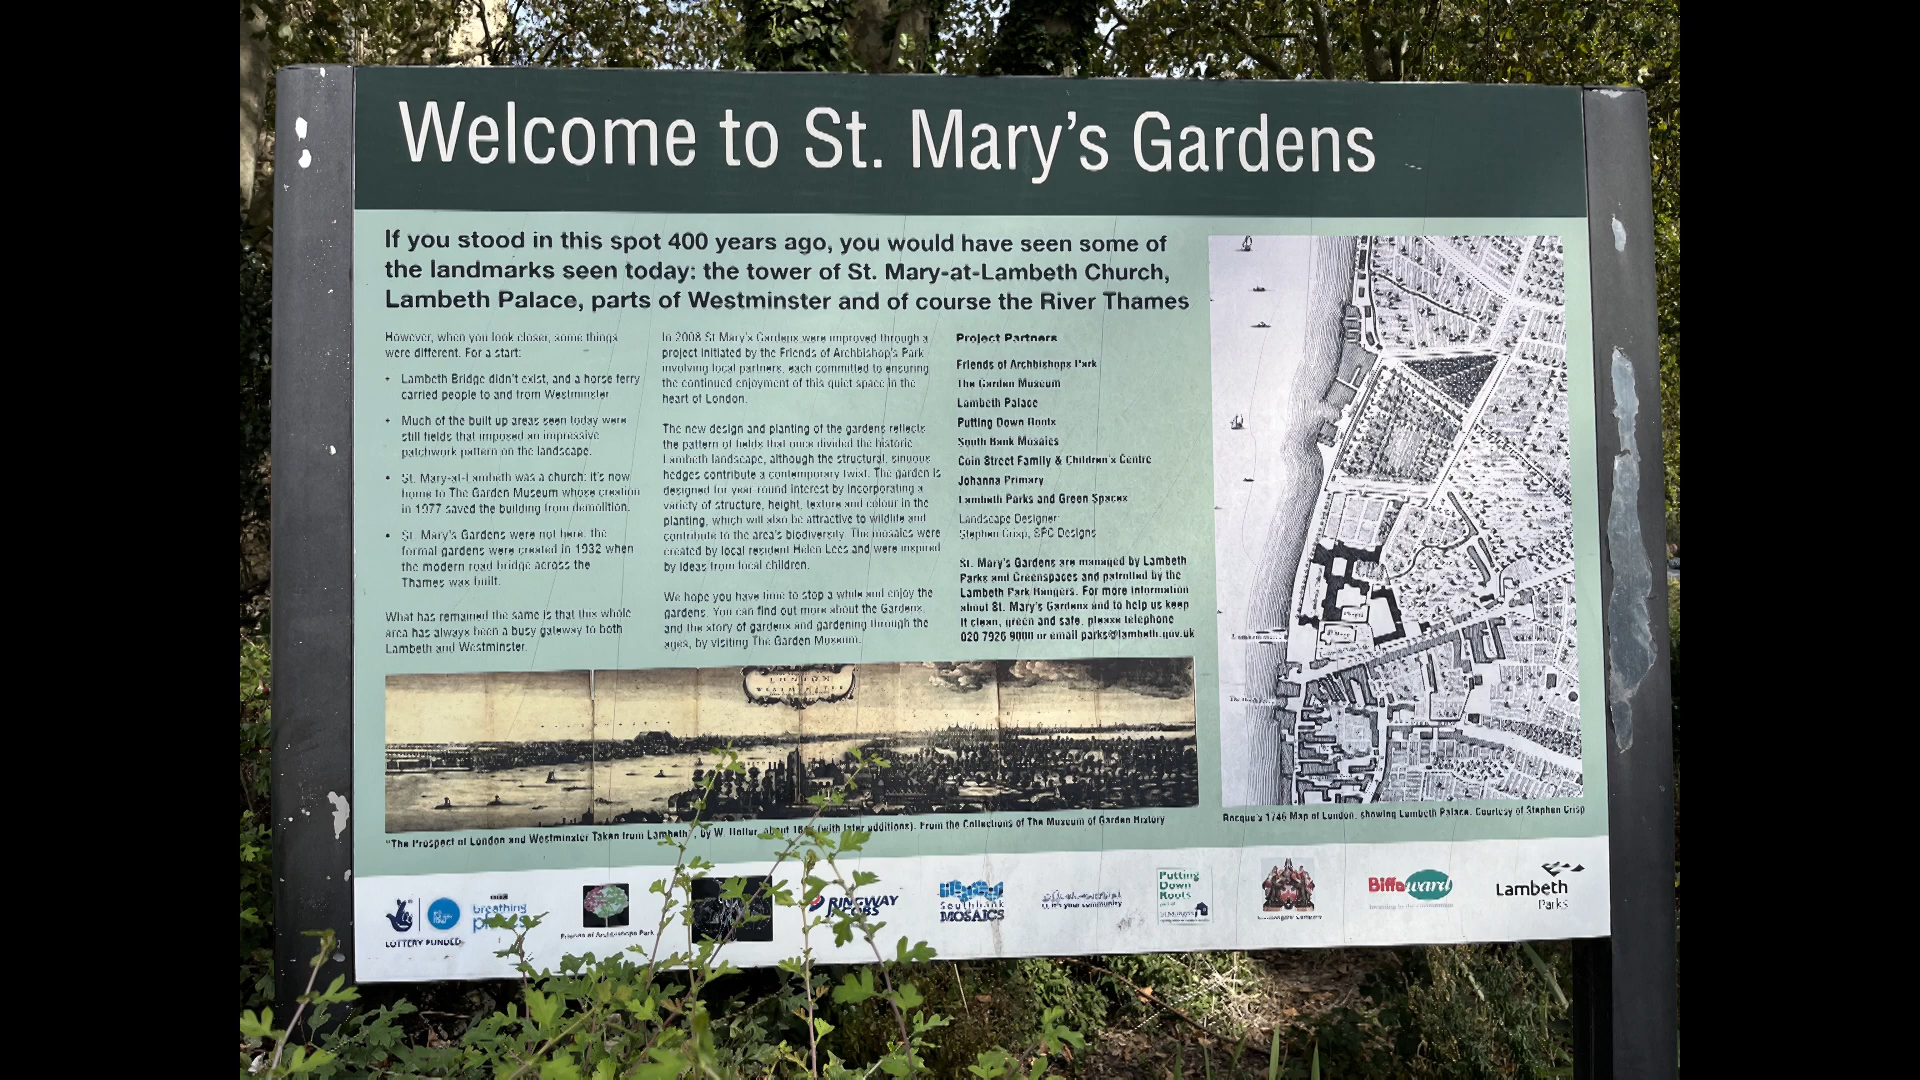 Welcome to St. Mary's Gardens
If you stood in this spot 400 years ago, you would have seen some of
the landmarks seen today: the tower of St. Mary-at-Lambeth Church,
Lambeth Palace, parts of Westminster and of course the River Thames
However, when you look closer, some things
were different. For a start:
• Lambeth Bridge didn't exist, and a horse ferry
carried people to and from Westminster
• Much of the built up areas seen today were
still fields that imposed an impressive
patchwork pattern on the landscape.
• St. Mary-at-Lambeth was a church: it's now
home to The Garden Museum whose creation
in 1977 saved the building from demolition.
• St. Mary's Gardens were not here. the
formal gardens were created in 1932 when
the modern road bridge across the
Thames was built.
What has remained the same is that this whole
area has always been a busy gateway to both
Lambeth and Westminster.
In 2008 St Mary's Gardens were improved through a
project initiated by the Friends of Archbishop's Park
involving local partners, each committed to ensuring
the continued enjoyment of this quiet space in the
heart of London.
The new design and planting of the gardens reflects
the pattern of fields that once divided the historic
Lambeth landscape, although the structural, sinuous
hedges contribute a contemporary twist. The garden is
designed for year round interest by incorporating a
variety of structure, height, texture and colour in the
planting, which will also be attractive to wildlife and
contribute to the area's biodiversity. The mosaics were
created by local resident Helen Lees and were inspired
by ideas from local children.
We hope you have time to stop a while and enjoy the
gardens. You can find out more about the Gardens,
and the story of gardens and gardening through the
ages, by visiting The Garden Museum.
Project Partners
Friends of Archbishops Park
The Garden Museum
Lambeth Palace
Putting Down Roots
South Bank Mosaics
Coin Street Family & Children's Centre
Johanna Primary
Lambeth Parks and Green Spaces
Landscape Designer:
Stephen Crisp, SFC Designs
St. Mary's Gardens are managed by Lambeth
Parks and Greenspaces and patrolled by the
Lambeth Park Rangers. For more information
about St. Mary's Gardens and to help us keep
it clean, green and safe, please telephone
020 7926 9000 or email parks@lambeth.gov.uk
LONDON
WESTMINSTER
"The Prospect of London and Westminster Taken from Lambeth", by W. Hollar, about (with later additions). From the Collections of The Museum of Garden History
Rocque's 1746 Map of London, showing Lambeth Palace. Courtesy of Stephen Crisp
LOTTERY FUNDED
BBC
breathing
places
Friends of Archbishops Park
RINGWAY
JACOBS
Southbank
MOSAICS
it's your community
Putting
Down
Roots
Biffaward
Lambeth
Parks